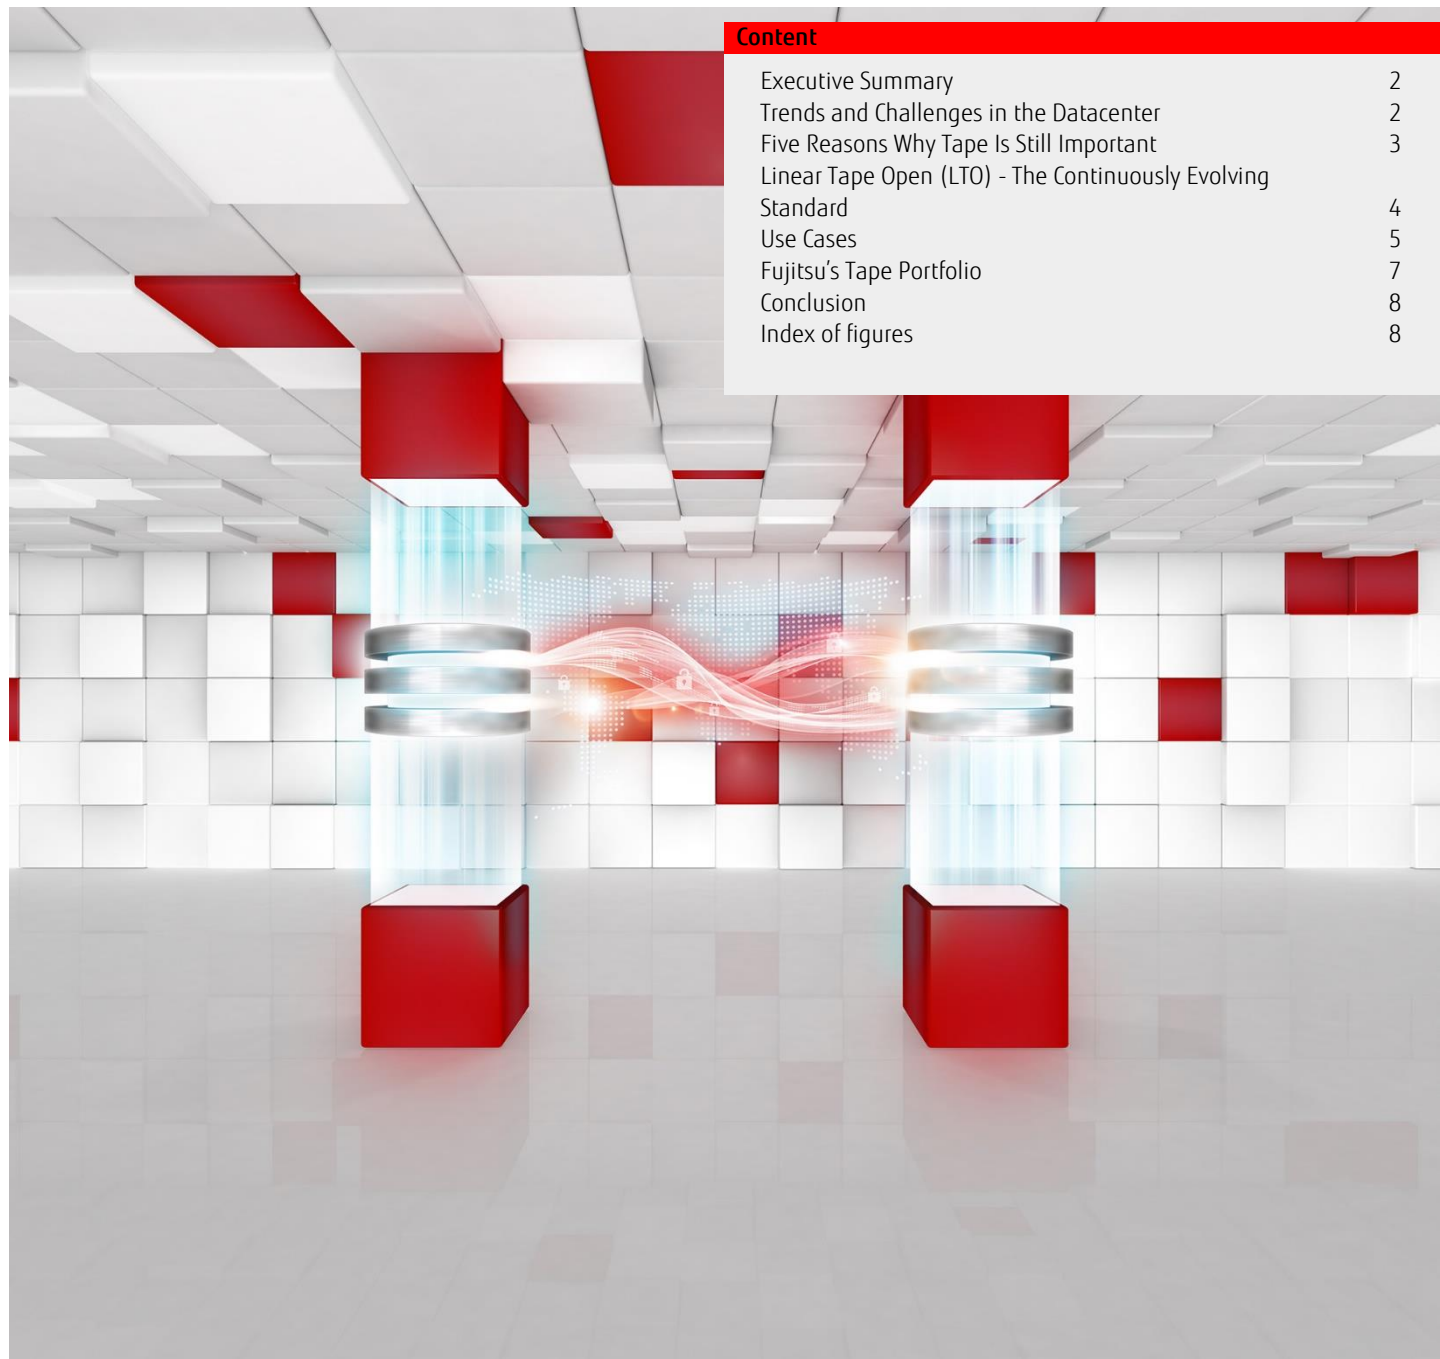 Content
Executive Summary 2
Trends and Challenges in the Datacenter 2
Five Reasons Why Tape Is Still Important 3
Linear Tape Open (LTO) - The Continuously Evolving
Standard 4
Use Cases 5
Fujitsu's Tape Portfolio 7
Conclusion 8
Index of figures 8